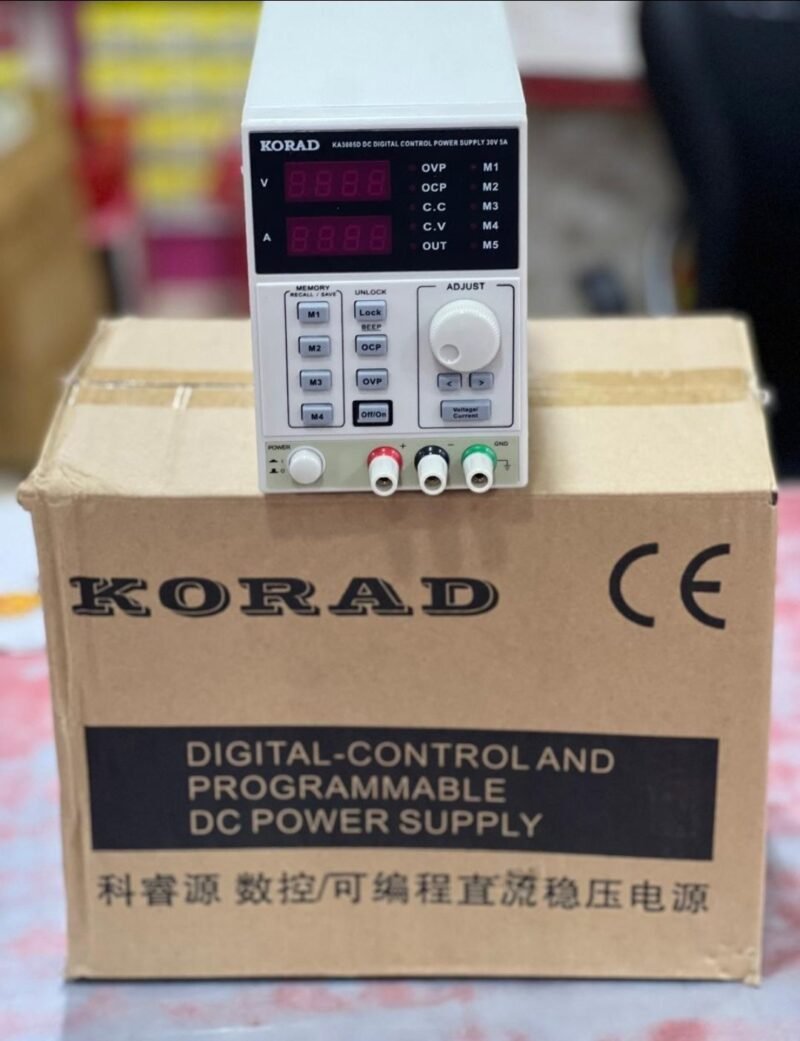 KORAD KA3005D DC DIGITAL CONTROL POWER SUPPLY 30V 5A
V
OVP M1
OCP M2
C.C M3
A
C.V M4
OUT M5
MEMORY
RECALL / SAVE
UNLOCK
ADJUST
M1
Lock
BEEP
M2
OCP
M3
OVP
< >
M4
Off/On
Voltage/
Current
POWER
I
O
+
−
GND
KORAD
CE
DIGITAL-CONTROL AND
PROGRAMMABLE
DC POWER SUPPLY
科睿源 数控/可编程直流稳压电源